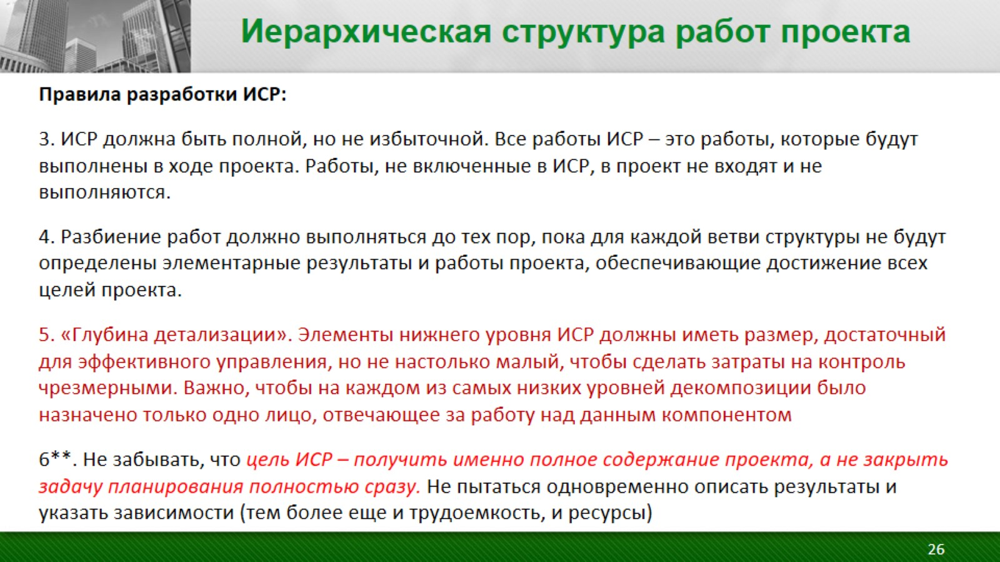 Иерархическая структура работ проекта
Правила разработки ИСР:
3. ИСР должна быть полной, но не избыточной. Все работы ИСР – это работы, которые будут
выполнены в ходе проекта. Работы, не включенные в ИСР, в проект не входят и не
выполняются.
4. Разбиение работ должно выполняться до тех пор, пока для каждой ветви структуры не будут
определены элементарные результаты и работы проекта, обеспечивающие достижение всех
целей проекта.
5. «Глубина детализации». Элементы нижнего уровня ИСР должны иметь размер, достаточный
для эффективного управления, но не настолько малый, чтобы сделать затраты на контроль
чрезмерными. Важно, чтобы на каждом из самых низких уровней декомпозиции было
назначено только одно лицо, отвечающее за работу над данным компонентом
6**. Не забывать, что цель ИСР – получить именно полное содержание проекта, а не закрыть
задачу планирования полностью сразу. Не пытаться одновременно описать результаты и
указать зависимости (тем более еще и трудоемкость, и ресурсы)
26